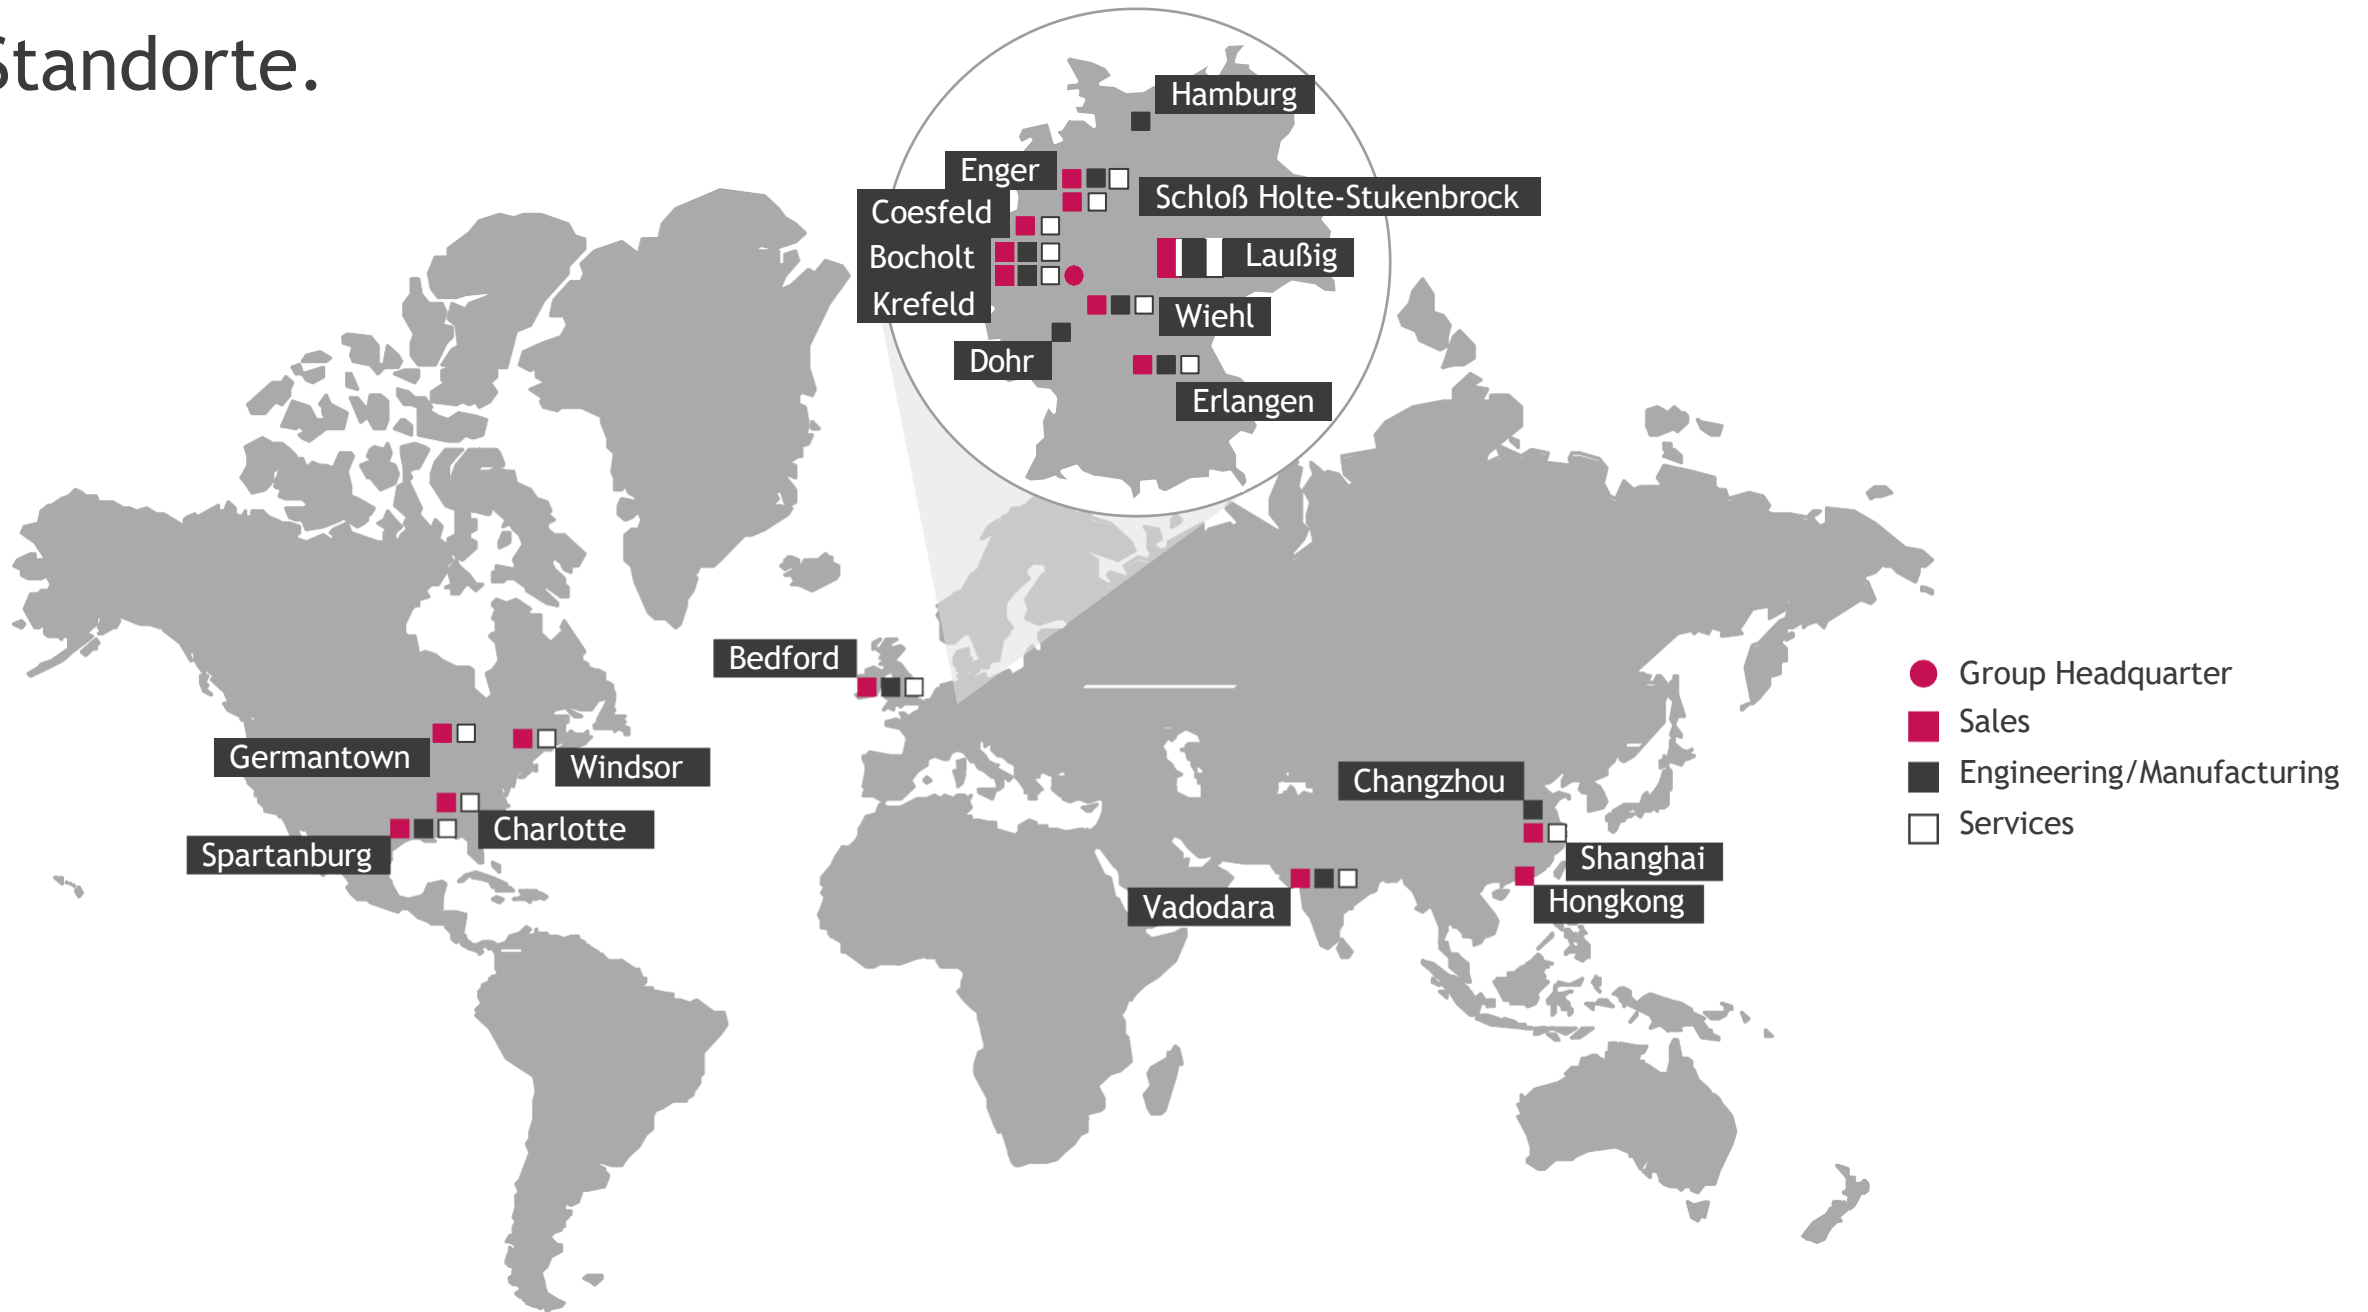 Standorte.
Hamburg
Enger
Schloß Holte-Stukenbrock
Coesfeld
Bocholt
Laußig
Krefeld
Wiehl
Dohr
Erlangen
Bedford
Germantown
Windsor
Charlotte
Spartanburg
Changzhou
Shanghai
Hongkong
Vadodara
Group Headquarter
Sales
Engineering/Manufacturing
Services